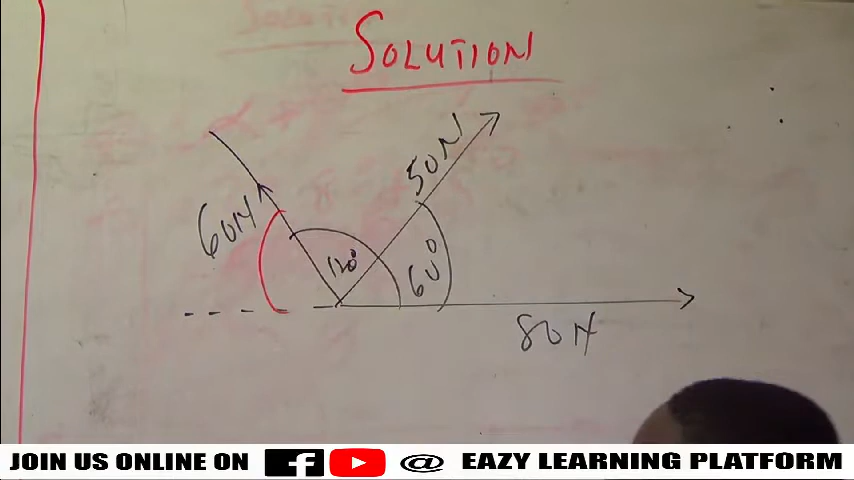 SOLUTION
50N
60N
120°
60°
80N
JOIN US ONLINE ON f @ EAZY LEARNING PLATFORM